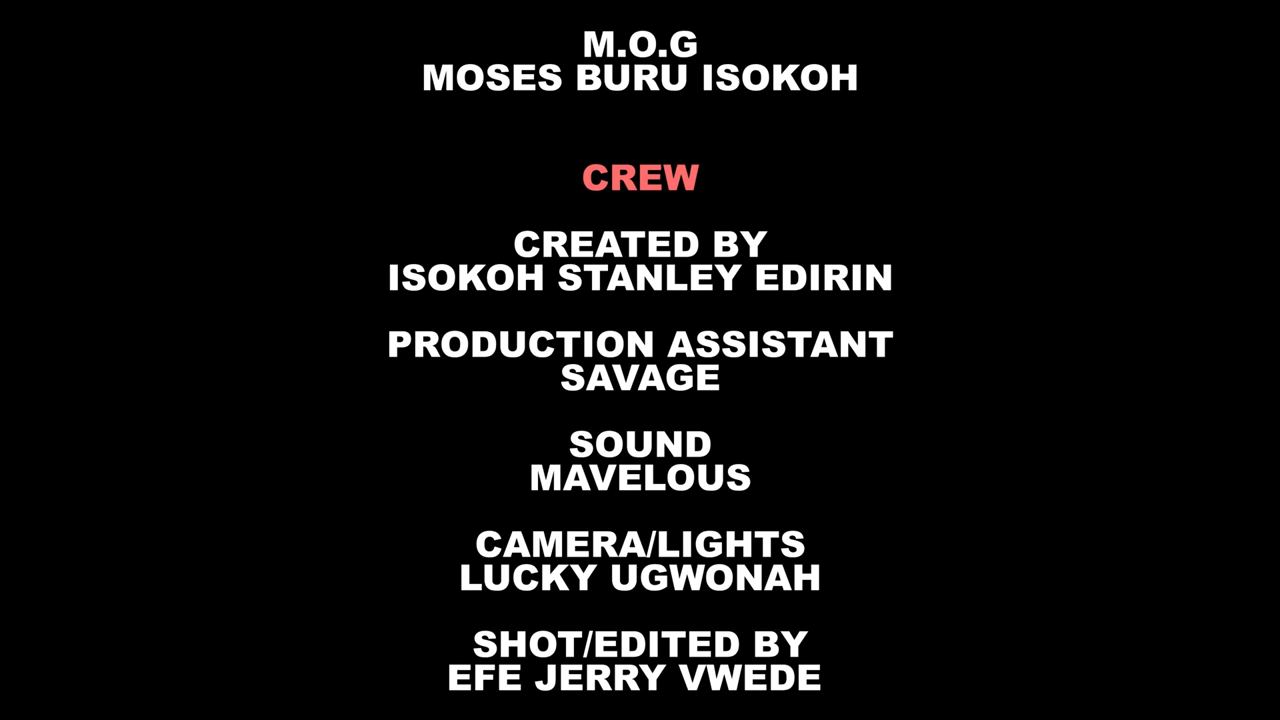 M.O.G
MOSES BURU ISOKOH
CREW
CREATED BY
ISOKOH STANLEY EDIRIN
PRODUCTION ASSISTANT
SAVAGE
SOUND
MAVELOUS
CAMERA/LIGHTS
LUCKY UGWONAH
SHOT/EDITED BY
EFE JERRY VWEDE